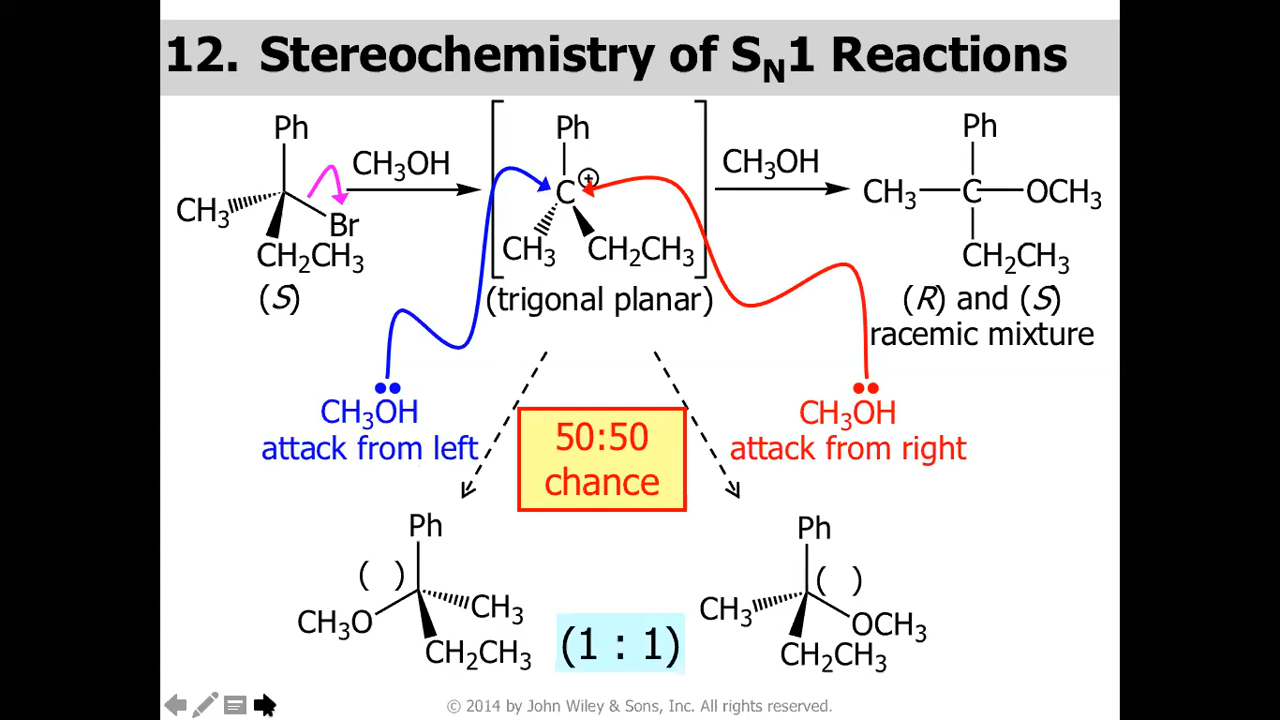 12. Stereochemistry of SN1 Reactions
Ph
CH3
Br
CH2CH3
(S)
CH3OH
Ph
C
+
CH3
CH2CH3
(trigonal planar)
CH3OH
Ph
CH3
C
OCH3
CH2CH3
(R) and (S)
racemic mixture
CH3OH
attack from left
50:50
chance
CH3OH
attack from right
Ph
( )
CH3O
CH3
CH2CH3
(1 : 1)
Ph
( )
CH3
OCH3
CH2CH3
© 2014 by John Wiley & Sons, Inc. All rights reserved.